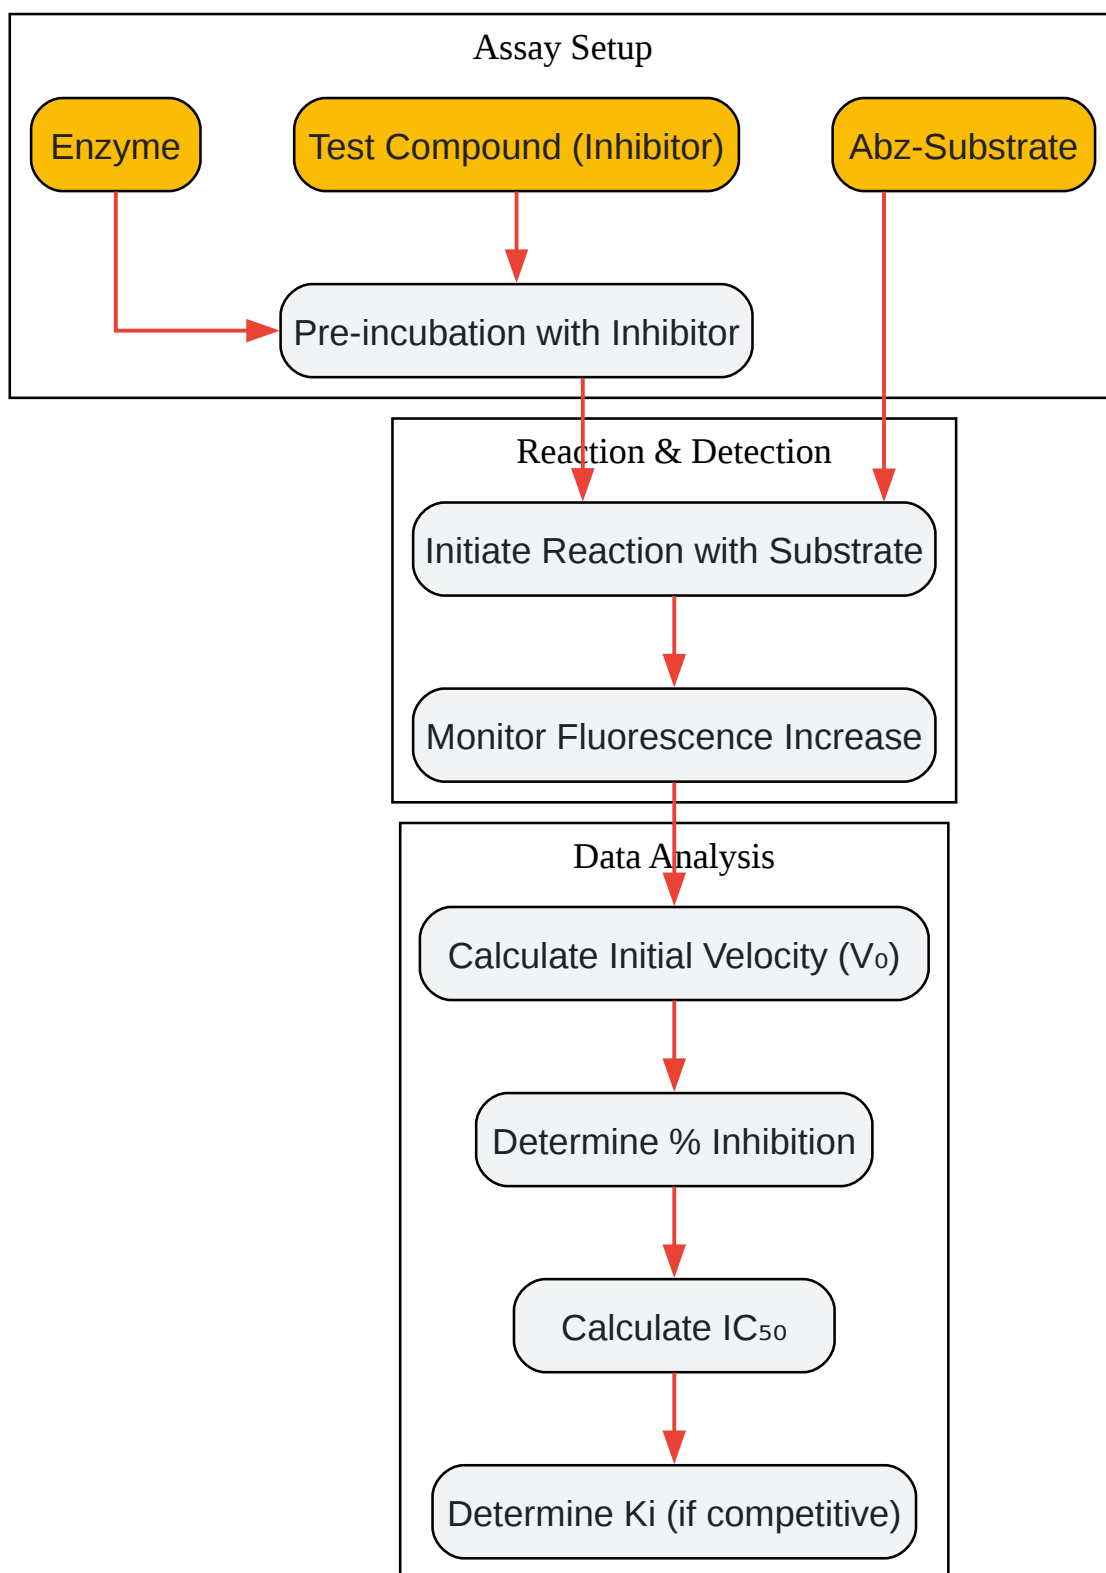 Assay Setup
Enzyme
Test Compound (Inhibitor)
Abz-Substrate
Pre-incubation with Inhibitor
Reaction & Detection
Initiate Reaction with Substrate
Monitor Fluorescence Increase
Data Analysis
Calculate Initial Velocity (V₀)
Determine % Inhibition
Calculate IC₅₀
Determine Ki (if competitive)